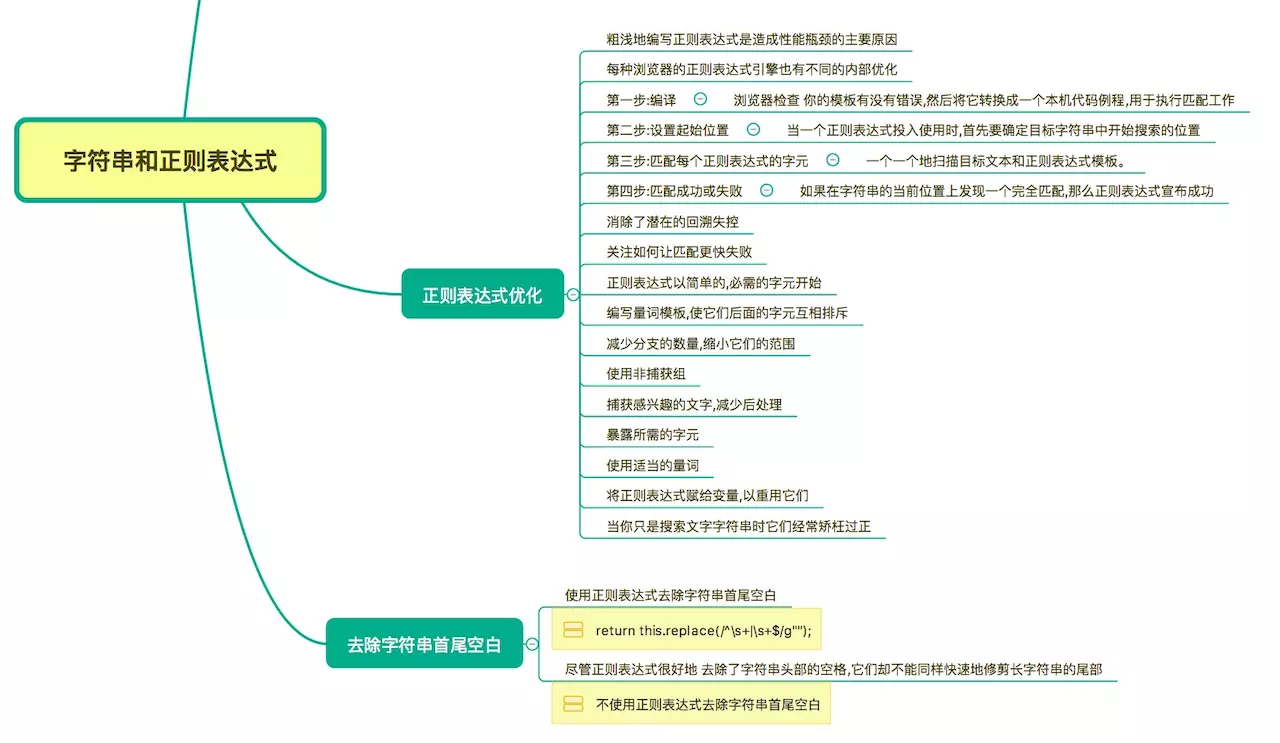 字符串和正则表达式
正则表达式优化
粗浅地编写正则表达式是造成性能瓶颈的主要原因
每种浏览器的正则表达式引擎也有不同的内部优化
第一步:编译 浏览器检查 你的模板有没有错误,然后将它转换成一个本机代码例程,用于执行匹配工作
第二步:设置起始位置 当一个正则表达式投入使用时,首先要确定目标字符串中开始搜索的位置
第三步:匹配每个正则表达式的字元 一个一个地扫描目标文本和正则表达式模板。
第四步:匹配成功或失败 如果在字符串的当前位置上发现一个完全匹配,那么正则表达式宣布成功
消除了潜在的回溯失控
关注如何让匹配更快失败
正则表达式以简单的,必需的字元开始
编写量词模板,使它们后面的字元互相排斥
减少分支的数量,缩小它们的范围
使用非捕获组
捕获感兴趣的文字,减少后处理
暴露所需的字元
使用适当的量词
将正则表达式赋给变量,以重用它们
当你只是搜索文字字符串时它们经常矫枉过正
去除字符串首尾空白
使用正则表达式去除字符串首尾空白
return this.replace(/^\s+|\s+$/g"");
尽管正则表达式很好地 去除了字符串头部的空格,它们却不能同样快速地修剪长字符串的尾部
不使用正则表达式去除字符串首尾空白